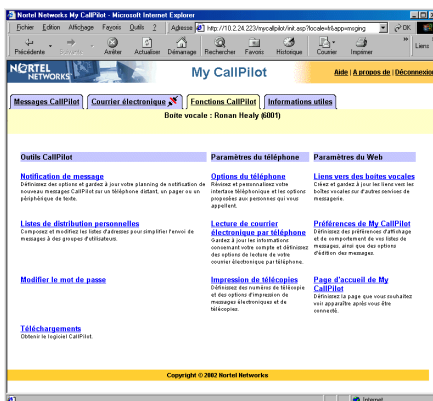 Nortel Networks My CallPilot - Microsoft Internet Explorer
Fichier Edition Affichage Favoris Outils ? Adresse http://10.2.24.223/mycallpilot/init.asp?locale=fr&app=msging OK
Précédente Suivante Arrêter Actualiser Démarrage Rechercher Favoris Historique Courrier Imprimer Liens
NORTEL NETWORKS
My CallPilot
Aide | A propos de | Déconnexion
Messages CallPilot Courrier électronique Fonctions CallPilot Informations utiles
Boîte vocale : Ronan Healy (6001)
Outils CallPilot Paramètres du téléphone Paramètres du Web
Notification de message
Définissez des options et gardez à jour votre planning de notification de
nouveau messages CallPilot sur un téléphone distant, un pager ou un
périphérique de texte.
Options du téléphone
Révisez et personnalisez votre
interface téléphonique et les options
proposées aux personnes qui vous
appellent.
Liens vers des boîtes vocales
Créez et gardez à jour les liens vers les
boîtes vocales sur d'autres services de
messagerie.
Listes de distribution personnelles
Composez et modifiez les listes d'adresses pour simplifier l'envoi de
messages à des groupes d'utilisateurs.
Lecture de courrier
électronique par téléphone
Gardez à jour les informations
concernant votre compte et définissez
des options de lecture de votre
courrier électronique par téléphone.
Préférences de My CallPilot
Définissez des préférences d'affichage
et de comportement de vos listes de
messages, ainsi que des options
d'édition des messages.
Modifier le mot de passe
Impression de télécopies
Définissez des numéros de télécopie
et des options d'impression de
messages électroniques et de
télécopies.
Page d'accueil de My
CallPilot
Définissez la page que vous souhaitez
voir apparaître après vous être
connecté.
Téléchargements
Obtenir le logiciel CallPilot.
Copyright © 2002 Nortel Networks
Internet